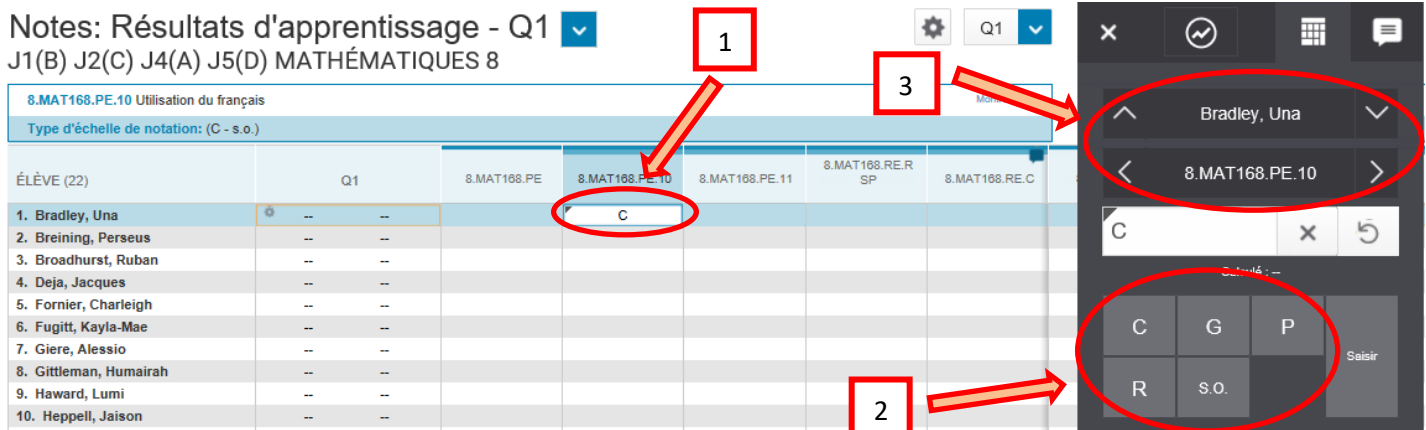 Notes: Résultats d'apprentissage - Q1
J1(B) J2(C) J4(A) J5(D) MATHÉMATIQUES 8
Q1
1
3
2
8.MAT168.PE.10 Utilisation du français
Type d'échelle de notation: (C - s.o.)
ÉLÈVE (22) Q1 8.MAT168.PE 8.MAT168.PE.10 8.MAT168.PE.11 8.MAT168.RE.R SP 8.MAT168.RE.C
1. Bradley, Una -- -- C
2. Breining, Perseus -- --
3. Broadhurst, Ruban -- --
4. Deja, Jacques -- --
5. Fornier, Charleigh -- --
6. Fugitt, Kayla-Mae -- --
7. Giere, Alessio -- --
8. Gittleman, Humairah -- --
9. Haward, Lumi -- --
10. Heppell, Jaison -- --
Bradley, Una
8.MAT168.PE.10
C
Calculé : --
C G P
Saisir
R s.o.